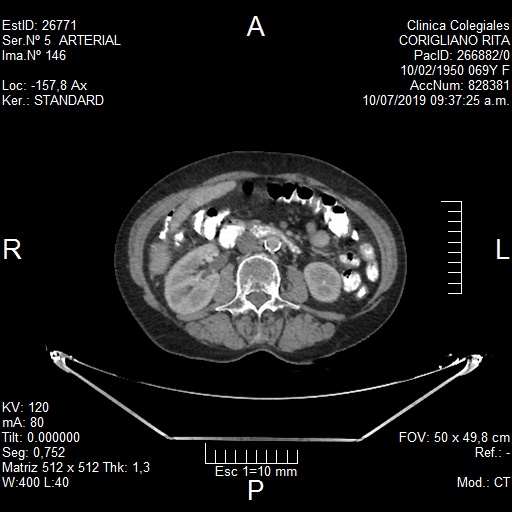 EstID: 26771
Ser.Nº 5 ARTERIAL
Ima.Nº 146
Loc: -157,8 Ax
Ker.: STANDARD
A
Clinica Colegiales
CORIGLIANO RITA
PacID: 266882/0
10/02/1950 069Y F
AccNum: 828381
10/07/2019 09:37:25 a.m.
R
L
KV: 120
mA: 80
Tilt: 0.000000
Seg: 0,752
Matriz 512 x 512 Thk: 1,3
W:400 L:40
Esc 1=10 mm
P
FOV: 50 x 49,8 cm
Ref.: -
Mod.: CT